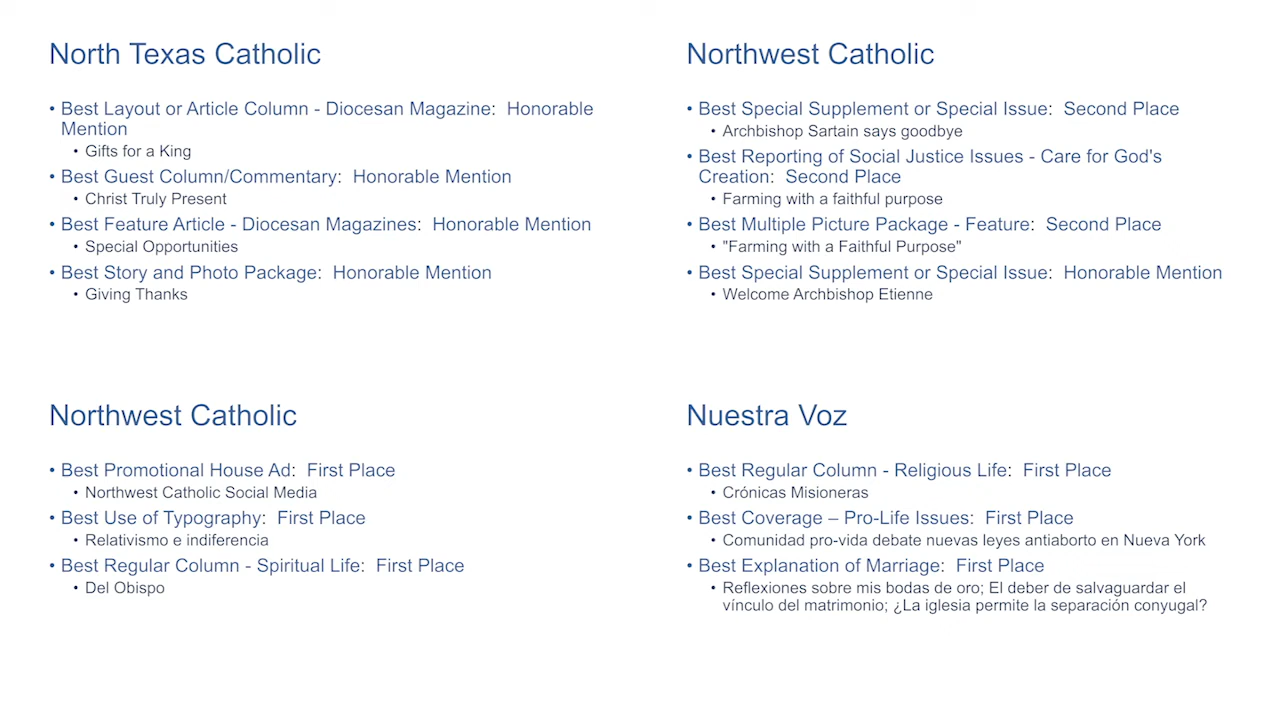 North Texas Catholic
• Best Layout or Article Column - Diocesan Magazine:  Honorable
Mention
• Gifts for a King
• Best Guest Column/Commentary:  Honorable Mention
• Christ Truly Present
• Best Feature Article - Diocesan Magazines:  Honorable Mention
• Special Opportunities
• Best Story and Photo Package:  Honorable Mention
• Giving Thanks
Northwest Catholic
• Best Special Supplement or Special Issue:  Second Place
• Archbishop Sartain says goodbye
• Best Reporting of Social Justice Issues - Care for God's
Creation:  Second Place
• Farming with a faithful purpose
• Best Multiple Picture Package - Feature:  Second Place
• "Farming with a Faithful Purpose"
• Best Special Supplement or Special Issue:  Honorable Mention
• Welcome Archbishop Etienne
Northwest Catholic
• Best Promotional House Ad:  First Place
• Northwest Catholic Social Media
• Best Use of Typography:  First Place
• Relativismo e indiferencia
• Best Regular Column - Spiritual Life:  First Place
• Del Obispo
Nuestra Voz
• Best Regular Column - Religious Life:  First Place
• Crónicas Misioneras
• Best Coverage – Pro-Life Issues:  First Place
• Comunidad pro-vida debate nuevas leyes antiaborto en Nueva York
• Best Explanation of Marriage:  First Place
• Reflexiones sobre mis bodas de oro; El deber de salvaguardar el
vínculo del matrimonio; ¿La iglesia permite la separación conyugal?